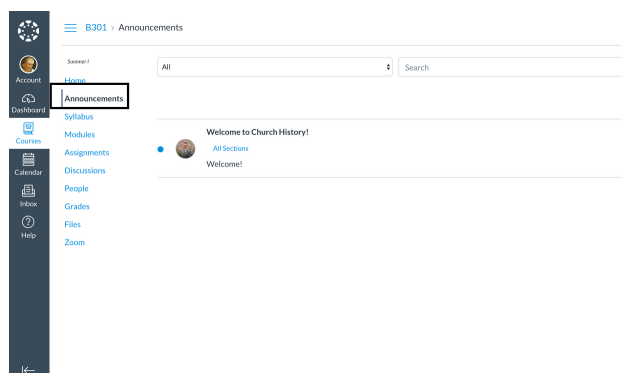 B301 > Announcements
Account
Dashboard
Courses
Calendar
Inbox
Help
Summer I
Home
Announcements
Syllabus
Modules
Assignments
Discussions
People
Grades
Files
Zoom
All
Search
Welcome to Church History!
All Sections
Welcome!